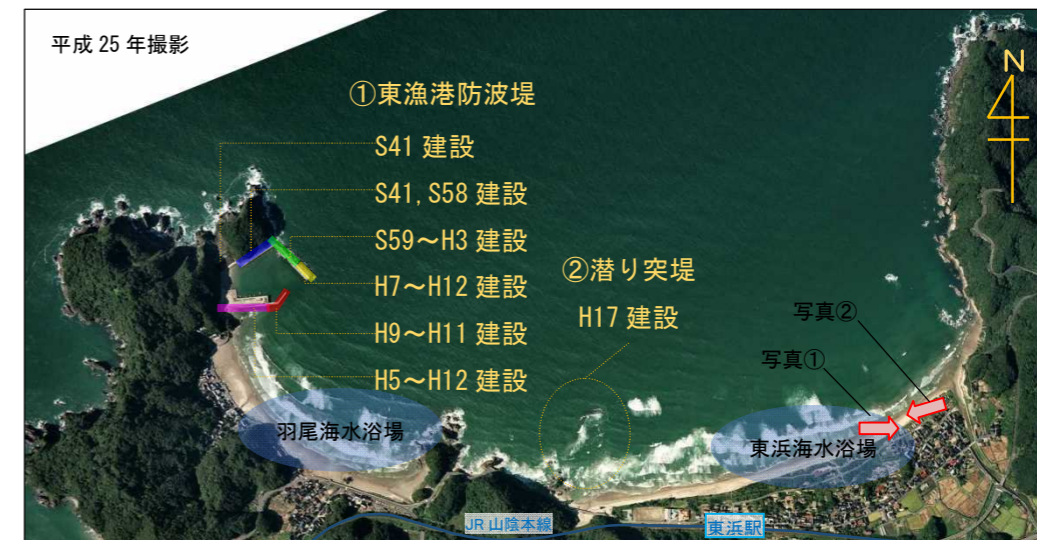 平成 25 年撮影
N
①東漁港防波堤
S41 建設
S41, S58 建設
S59～H3 建設
H7～H12 建設
H9～H11 建設
H5～H12 建設
②潜り突堤
H17 建設
写真②
写真①
羽尾海水浴場
東浜海水浴場
JR 山陰本線
東浜駅